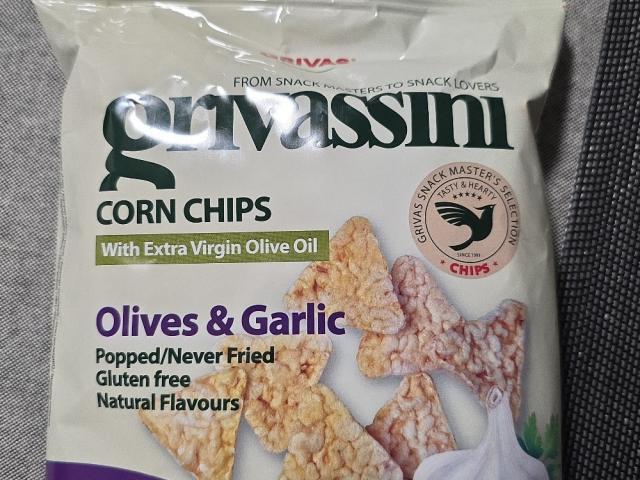 GRIVAS
FROM SNACK MASTERS TO SNACK LOVERS
grivassini
CORN CHIPS
With Extra Virgin Olive Oil
GRIVAS SNACK MASTER'S SELECTION
TASTY & HEARTY
SINCE 1991
CHIPS
Olives & Garlic
Popped/Never Fried
Gluten free
Natural Flavours